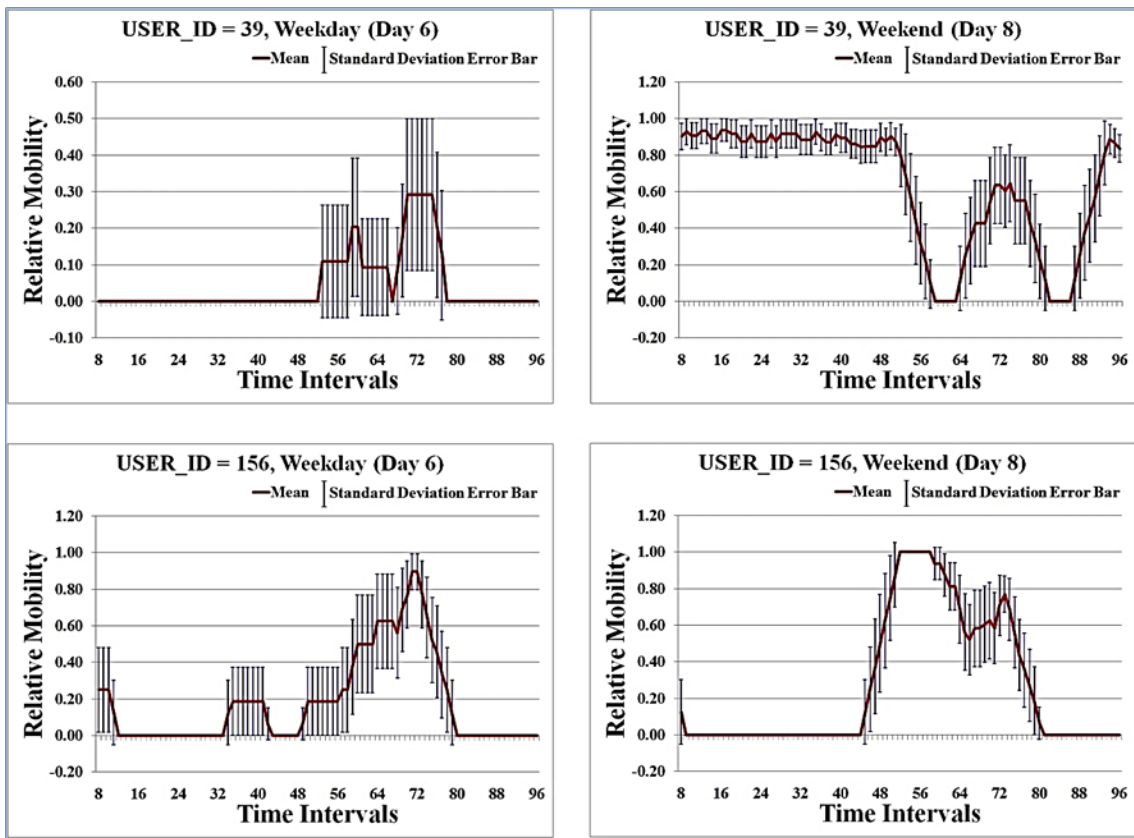 USER_ID = 39, Weekday (Day 6)
Mean Standard Deviation Error Bar
0.60
0.50
0.40
0.30
0.20
0.10
0.00
-0.10
Relative Mobility
8 16 24 32 40 48 56 64 72 80 88 96
Time Intervals
USER_ID = 39, Weekend (Day 8)
Mean Standard Deviation Error Bar
1.20
1.00
0.80
0.60
0.40
0.20
0.00
-0.20
Relative Mobility
8 16 24 32 40 48 56 64 72 80 88 96
Time Intervals
USER_ID = 156, Weekday (Day 6)
Mean Standard Deviation Error Bar
1.20
1.00
0.80
0.60
0.40
0.20
0.00
-0.20
Relative Mobility
8 16 24 32 40 48 56 64 72 80 88 96
Time Intervals
USER_ID = 156, Weekend (Day 8)
Mean Standard Deviation Error Bar
1.20
1.00
0.80
0.60
0.40
0.20
0.00
-0.20
Relative Mobility
8 16 24 32 40 48 56 64 72 80 88 96
Time Intervals